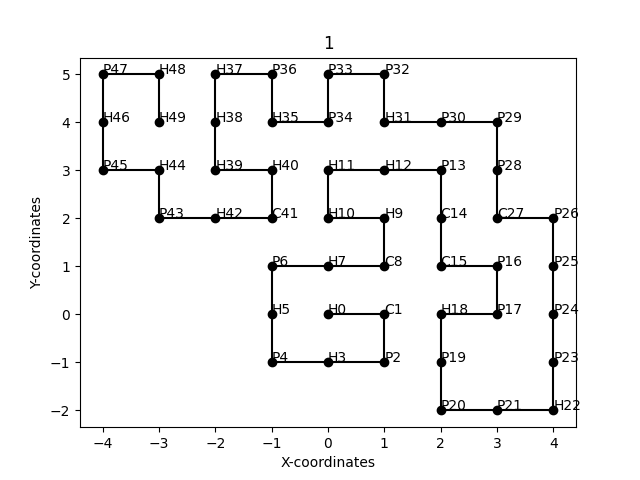 1
5
P47 H48 H37 P36 P33 P32
4
H46 H49 H38 H35 P34 H31 P30 P29
3
P45 H44 H39 H40 H11 H12 P13 P28
2
P43 H42 C41 H10 H9 C14 C27 P26
1
P6 H7 C8 C15 P16 P25
0
H5 H0 C1 H18 P17 P24
−1
P4 H3 P2 P19 P23
−2
P20 P21 H22
−4 −3 −2 −1 0 1 2 3 4
X-coordinates
Y-coordinates